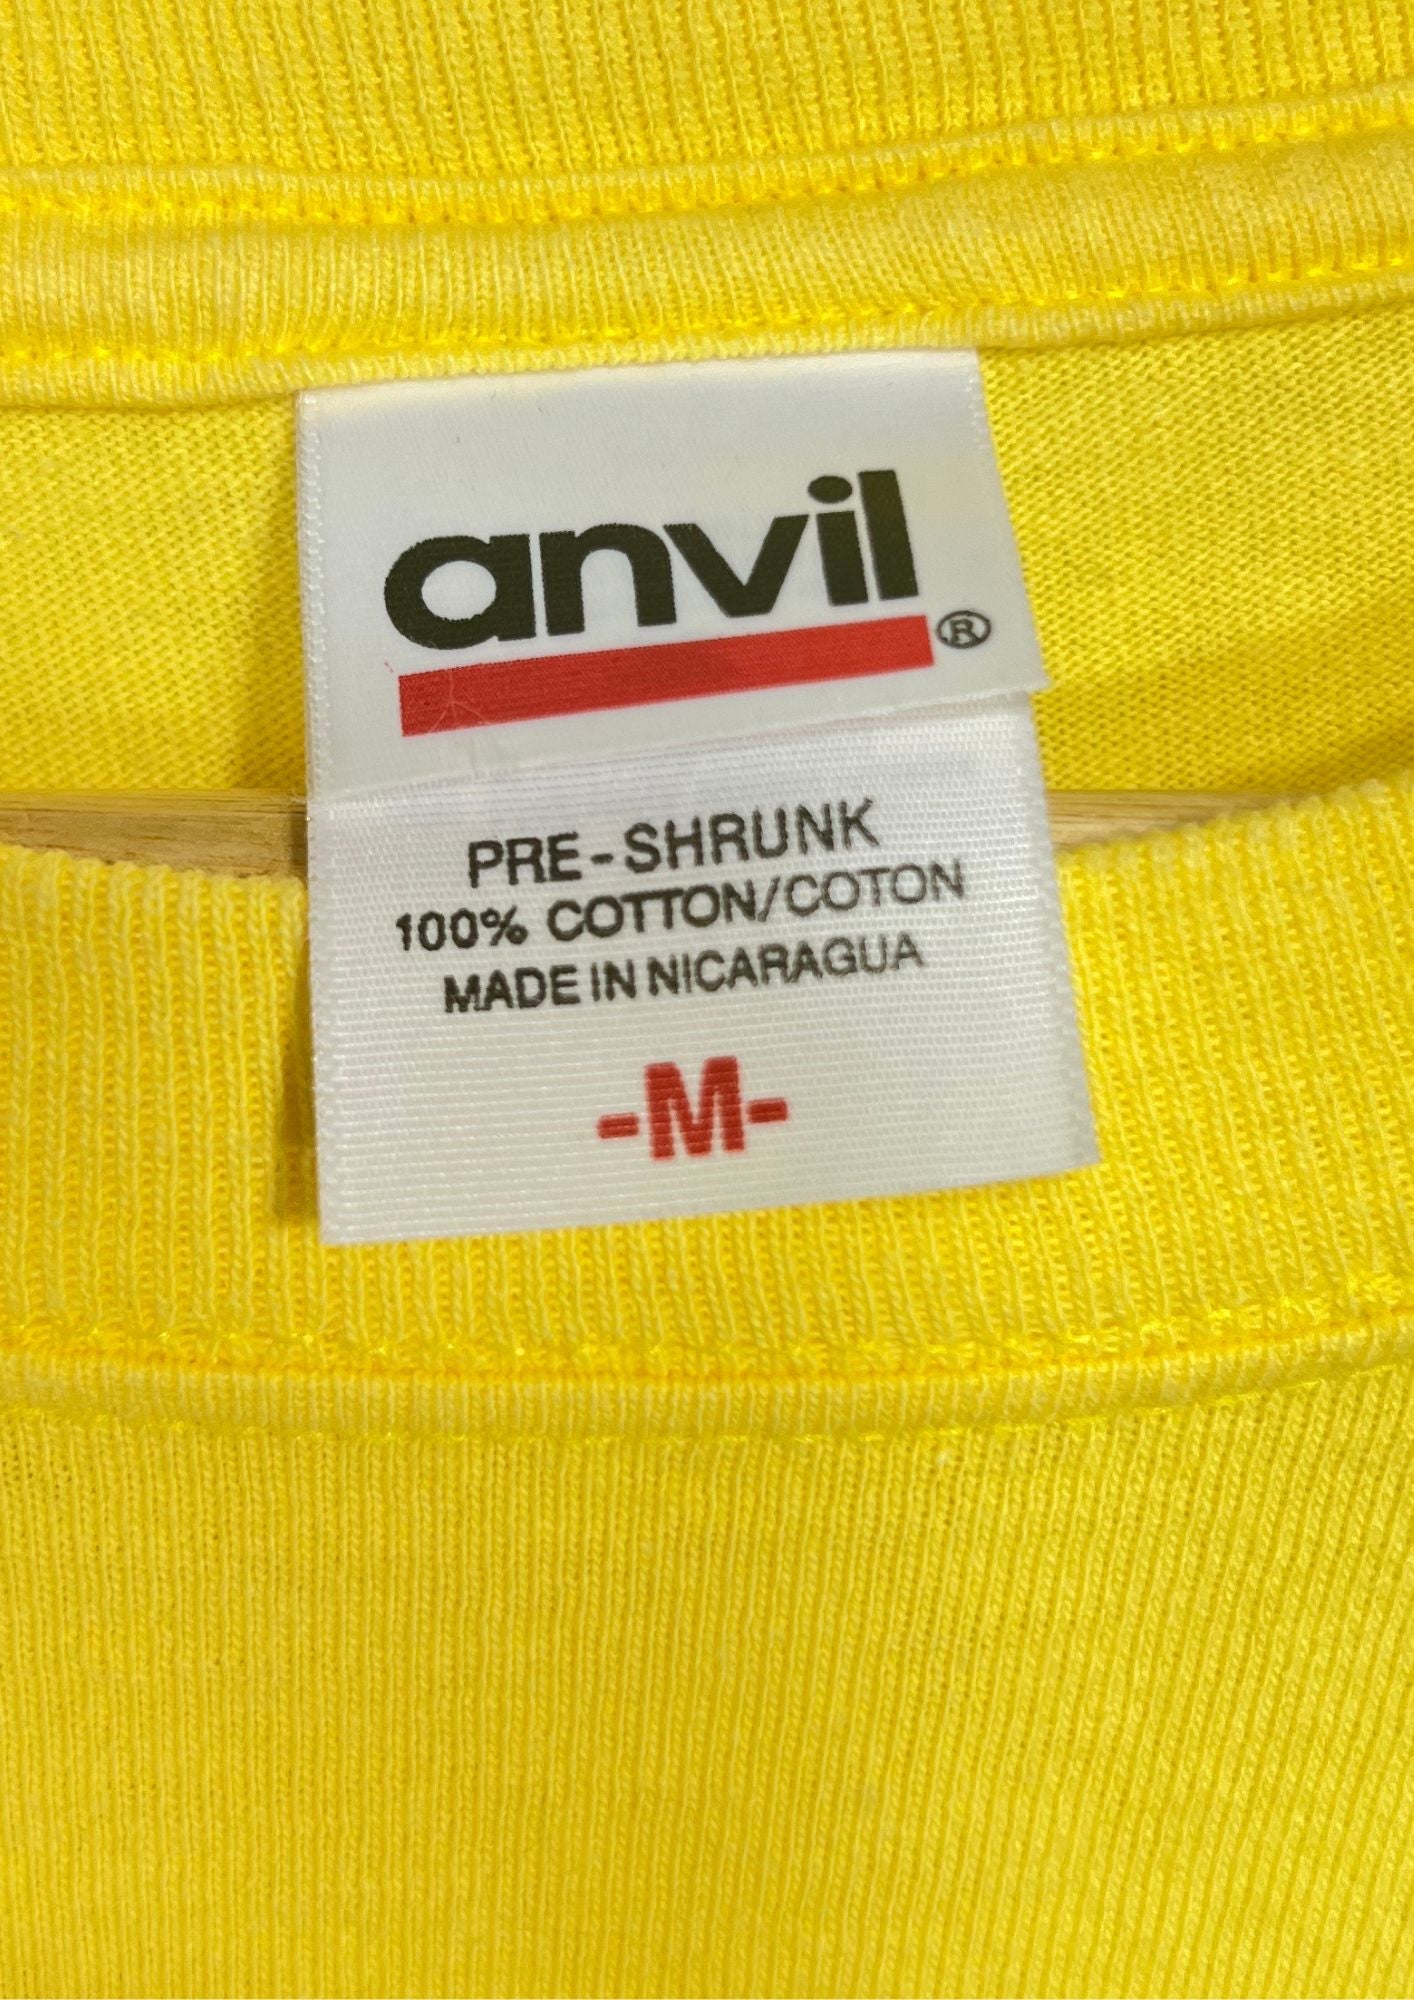 anvil®
PRE-SHRUNK
100% COTTON/COTON
MADE IN NICARAGUA
-M-